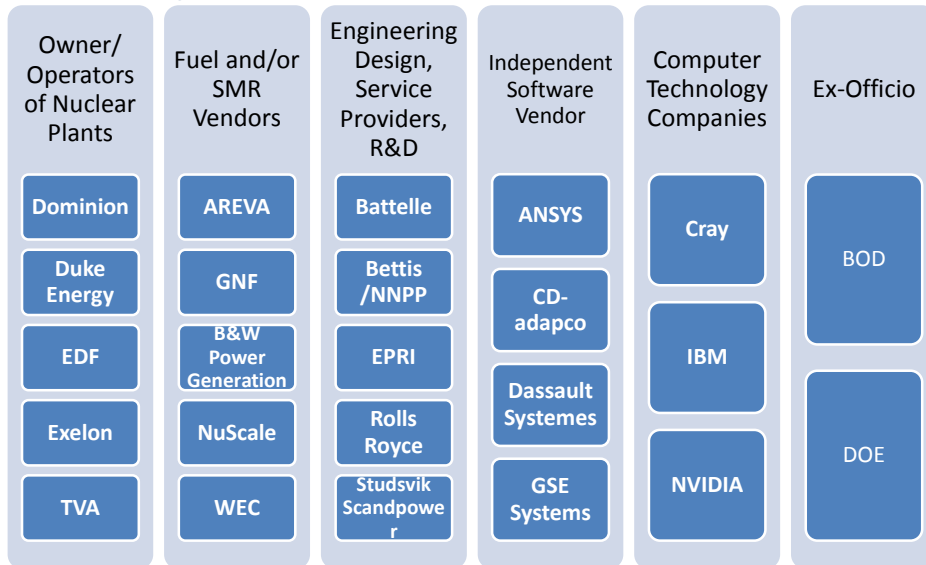 Owner/
Operators
of Nuclear
Plants
Dominion
Duke
Energy
EDF
Exelon
TVA
Fuel and/or
SMR
Vendors
AREVA
GNF
B&W
Power
Generation
NuScale
WEC
Engineering
Design,
Service
Providers,
R&D
Battelle
Bettis
/NNPP
EPRI
Rolls
Royce
Studsvik
Scandpowe
r
Independent
Software
Vendor
ANSYS
CD-
adapco
Dassault
Systemes
GSE
Systems
Computer
Technology
Companies
Cray
IBM
NVIDIA
Ex-Officio
BOD
DOE